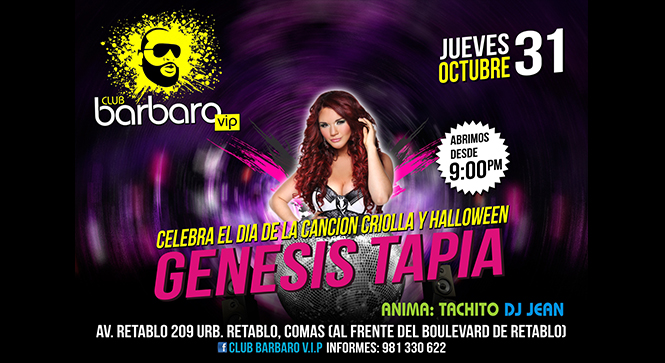 CLUB
barbaro vip
JUEVES
OCTUBRE 31
ABRIMOS
DESDE
9:00PM
CELEBRA EL DIA DE LA CANCION CRIOLLA Y HALLOWEEN
GENESIS TAPIA
ANIMA: TACHITO DJ JEAN
AV. RETABLO 209 URB. RETABLO, COMAS (AL FRENTE DEL BOULEVARD DE RETABLO)
f CLUB BARBARO V.I.P INFORMES: 981 330 622